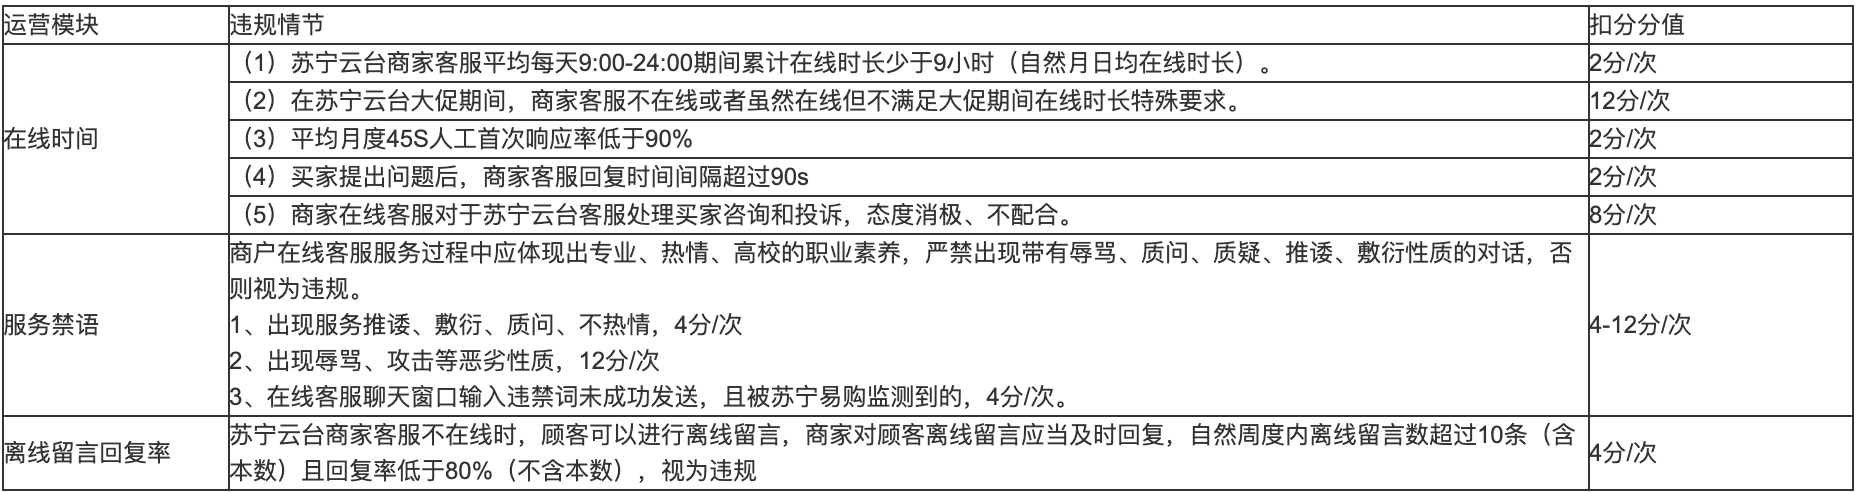 运营模块 违规情节 扣分分值
在线时间
（1）苏宁云台商家客服平均每天9:00-24:00期间累计在线时长少于9小时（自然月日均在线时长）。 2分/次
（2）在苏宁云台大促期间，商家客服不在线或者虽然在线但不满足大促期间在线时长特殊要求。 12分/次
（3）平均月度45S人工首次响应率低于90% 2分/次
（4）买家提出问题后，商家客服回复时间间隔超过90s 2分/次
（5）商家在线客服对于苏宁云台客服处理买家咨询和投诉，态度消极、不配合。 8分/次
服务禁语
商户在线客服服务过程中应体现出专业、热情、高校的职业素养，严禁出现带有辱骂、质问、质疑、推诿、敷衍性质的对话，否
则视为违规。
1、出现服务推诿、敷衍、质问、不热情，4分/次
2、出现辱骂、攻击等恶劣性质，12分/次
3、在线客服聊天窗口输入违禁词未成功发送，且被苏宁易购监测到的，4分/次。
4-12分/次
离线留言回复率
苏宁云台商家客服不在线时，顾客可以进行离线留言，商家对顾客离线留言应当及时回复，自然周度内离线留言数超过10条（含
本数）且回复率低于80%（不含本数），视为违规
4分/次